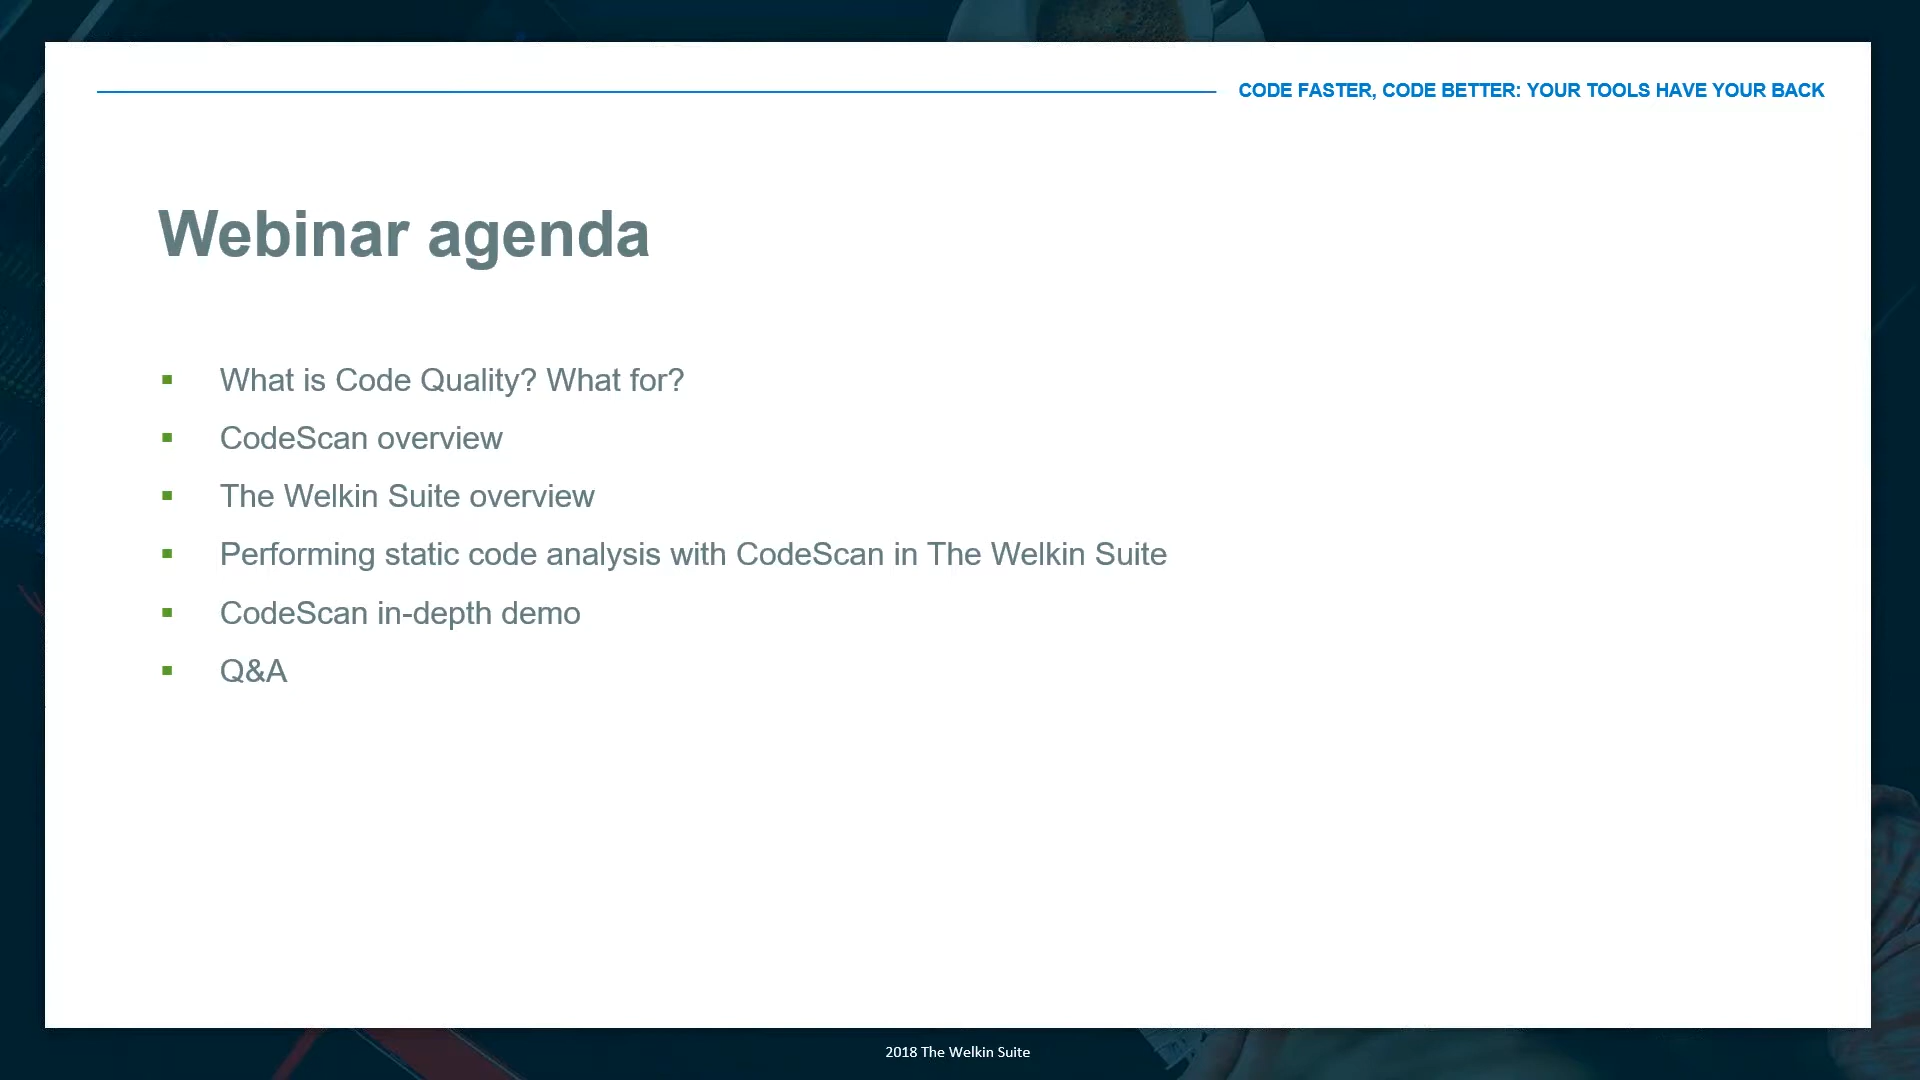 CODE FASTER, CODE BETTER: YOUR TOOLS HAVE YOUR BACK
Webinar agenda
▪ What is Code Quality? What for?
▪ CodeScan overview
▪ The Welkin Suite overview
▪ Performing static code analysis with CodeScan in The Welkin Suite
▪ CodeScan in-depth demo
▪ Q&A
2018 The Welkin Suite